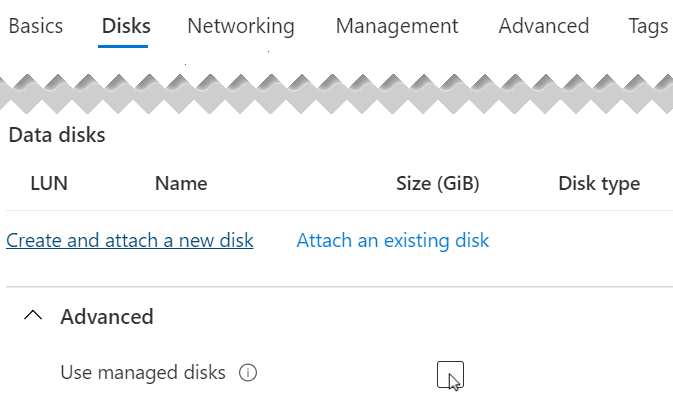 Basics Disks Networking Management Advanced Tags
Data disks
LUN Name Size (GiB) Disk type
Create and attach a new disk Attach an existing disk
Advanced
Use managed disks